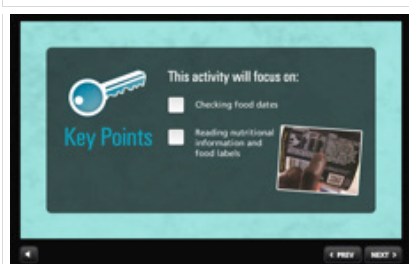 This activity will focus on:
Checking food dates
Key Points
Reading nutritional
information and
food labels
PREV
NEXT